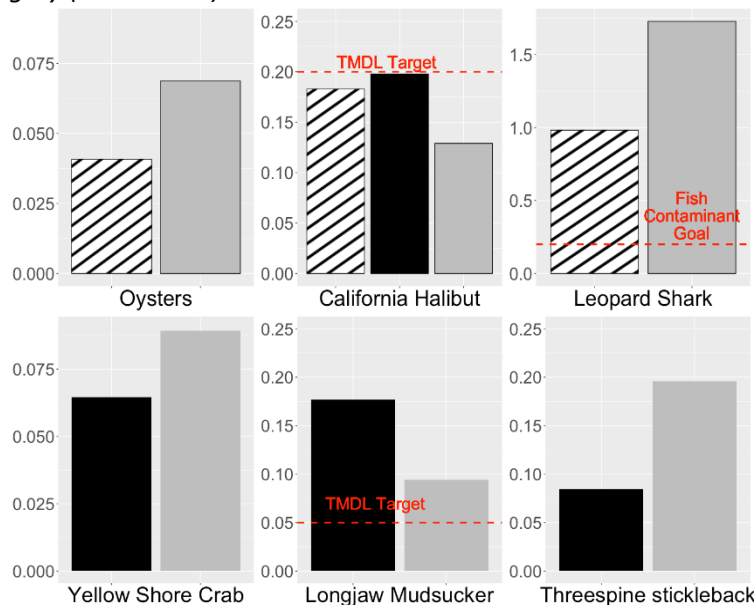 0.075
0.050
0.025
0.000
Oysters
0.25
0.20
0.15
0.10
0.05
0.00
TMDL Target
California Halibut
1.5
1.0
0.5
0.0
Fish
Contaminant
Goal
Leopard Shark
0.075
0.050
0.025
0.000
Yellow Shore Crab
0.25
0.20
0.15
0.10
0.05
0.00
TMDL Target
Longjaw Mudsucker
0.25
0.20
0.15
0.10
0.05
0.00
Threespine stickleback